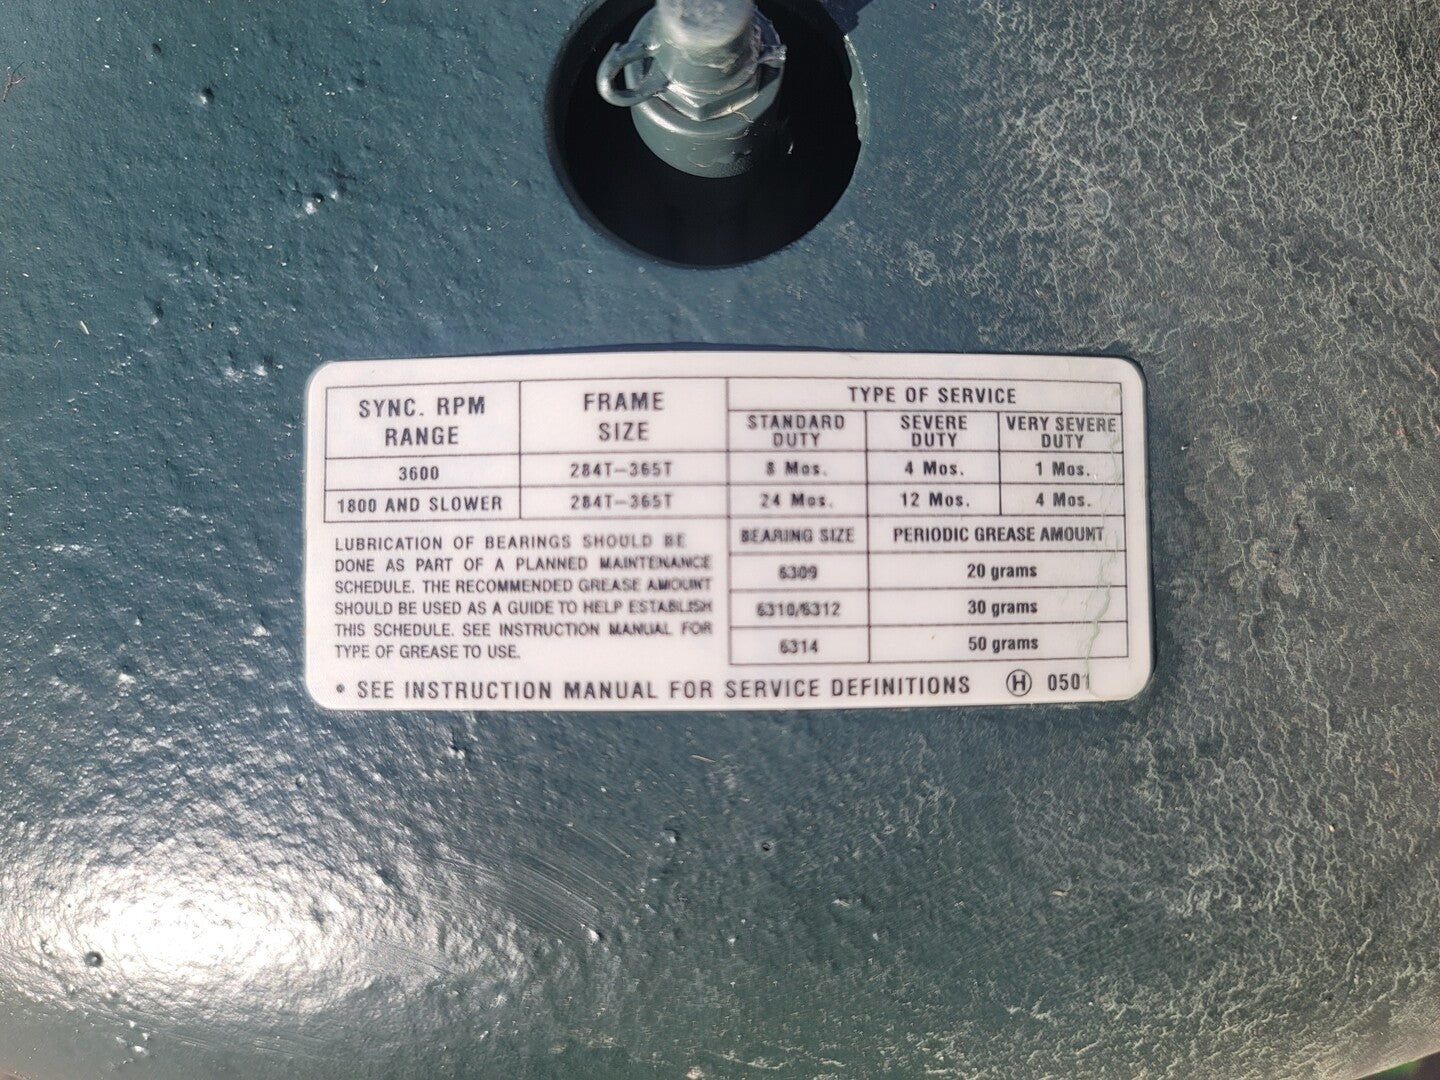 SYNC. RPM RANGE
FRAME SIZE
TYPE OF SERVICE
STANDARD DUTY
SEVERE DUTY
VERY SEVERE DUTY
3600 284T-365T 8 Mos. 4 Mos. 1 Mos.
1800 AND SLOWER 284T-365T 24 Mos. 12 Mos. 4 Mos.
LUBRICATION OF BEARINGS SHOULD BE
DONE AS PART OF A PLANNED MAINTENANCE
SCHEDULE. THE RECOMMENDED GREASE AMOUNT
SHOULD BE USED AS A GUIDE TO HELP ESTABLISH
THIS SCHEDULE. SEE INSTRUCTION MANUAL FOR
TYPE OF GREASE TO USE.
BEARING SIZE PERIODIC GREASE AMOUNT
6309 20 grams
6310/6312 30 grams
6314 50 grams
• SEE INSTRUCTION MANUAL FOR SERVICE DEFINITIONS Ⓗ 0501